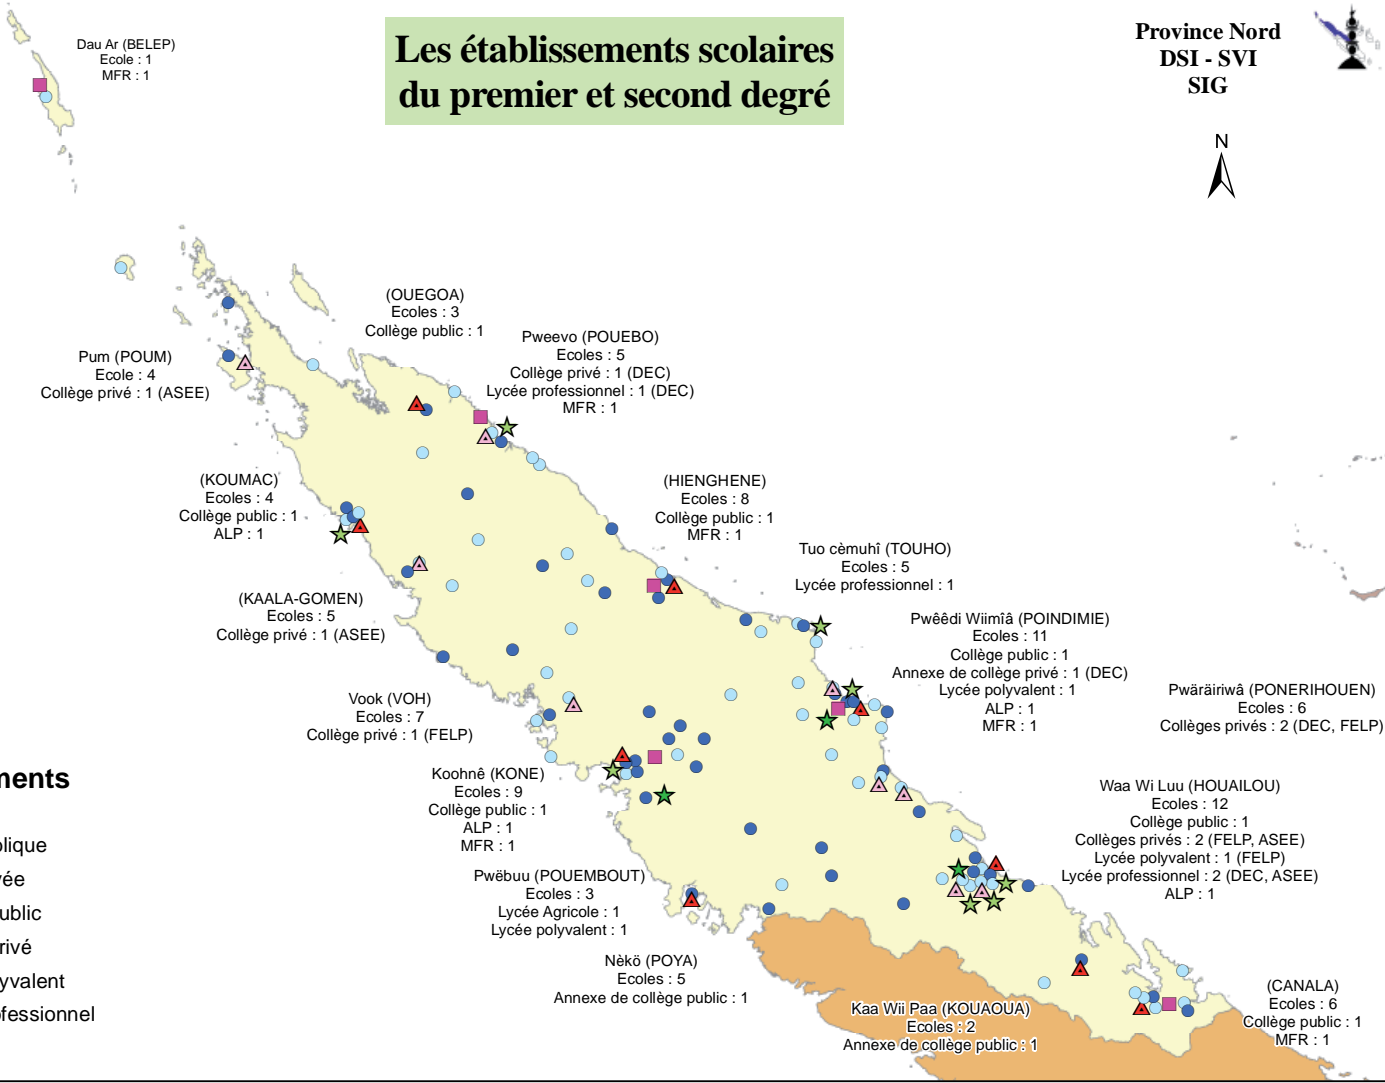 Les établissements scolaires
du premier et second degré
Province Nord
DSI - SVI
SIG
N
Dau Ar (BELEP)
Ecole : 1
MFR : 1
(OUEGOA)
Ecoles : 3
Collège public : 1
Pweevo (POUEBO)
Ecoles : 5
Collège privé : 1 (DEC)
Lycée professionnel : 1 (DEC)
MFR : 1
Pum (POUM)
Ecole : 4
Collège privé : 1 (ASEE)
(KOUMAC)
Ecoles : 4
Collège public : 1
ALP : 1
(HIENGHENE)
Ecoles : 8
Collège public : 1
MFR : 1
Tuo cèmuhî (TOUHO)
Ecoles : 5
Lycée professionnel : 1
(KAALA-GOMEN)
Ecoles : 5
Collège privé : 1 (ASEE)
Pwêêdi Wiimîâ (POINDIMIE)
Ecoles : 11
Collège public : 1
Annexe de collège privé : 1 (DEC)
Lycée polyvalent : 1
ALP : 1
MFR : 1
Pwäräiriwâ (PONERIHOUEN)
Ecoles : 6
Collèges privés : 2 (DEC, FELP)
Vook (VOH)
Ecoles : 7
Collège privé : 1 (FELP)
Koohnê (KONE)
Ecoles : 9
Collège public : 1
ALP : 1
MFR : 1
Waa Wi Luu (HOUAILOU)
Ecoles : 12
Collège public : 1
Collèges privés : 2 (FELP, ASEE)
Lycée polyvalent : 1 (FELP)
Lycée professionnel : 2 (DEC, ASEE)
ALP : 1
Pwëbuu (POUEMBOUT)
Ecoles : 3
Lycée Agricole : 1
Lycée polyvalent : 1
Nèkö (POYA)
Ecoles : 5
Annexe de collège public : 1
Kaa Wii Paa (KOUAOUA)
Ecoles : 2
Annexe de collège public : 1
(CANALA)
Ecoles : 6
Collège public : 1
MFR : 1
ments
olique
vée
ublic
rivé
lyvalent
ofessionnel